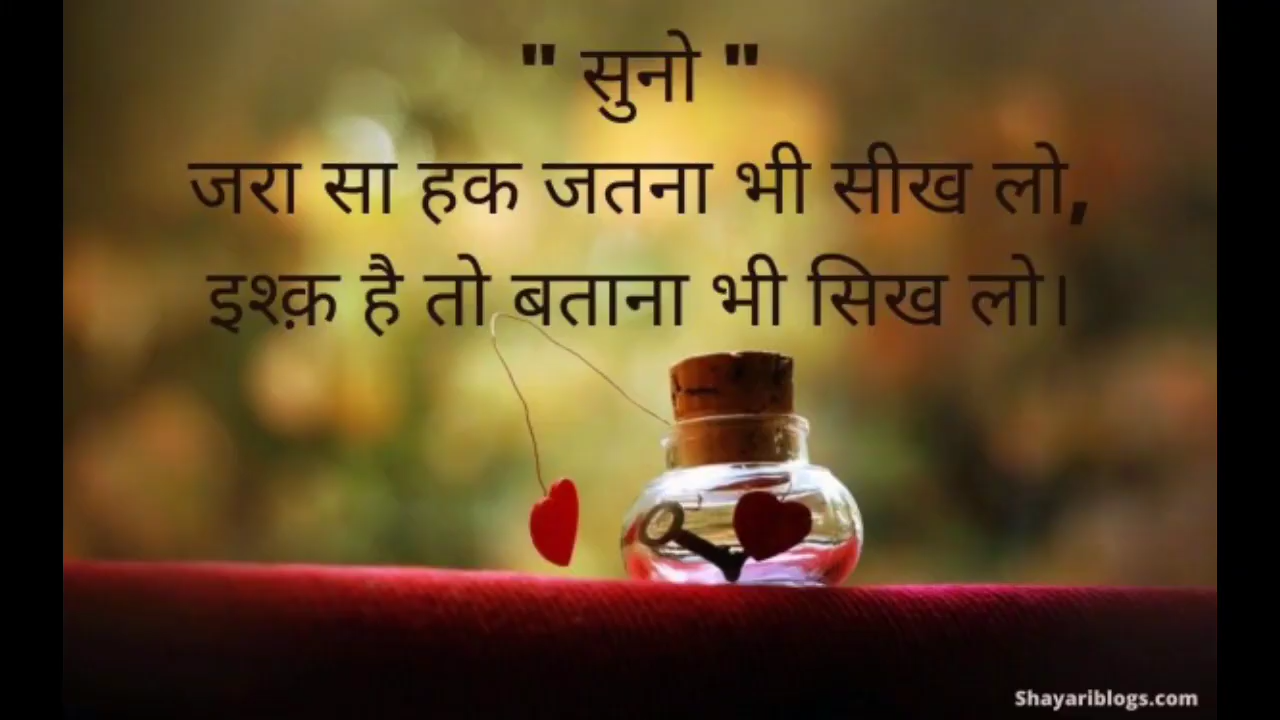 " सुनो "
जरा सा हक जतना भी सीख लो,
इश्क़ है तो बताना भी सिख लो।
Shayariblogs.com